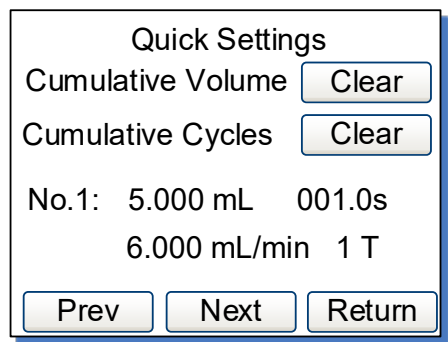 Quick Settings
Cumulative Volume Clear
Cumulative Cycles Clear
No.1: 5.000 mL 001.0s
6.000 mL/min 1 T
Prev Next Return